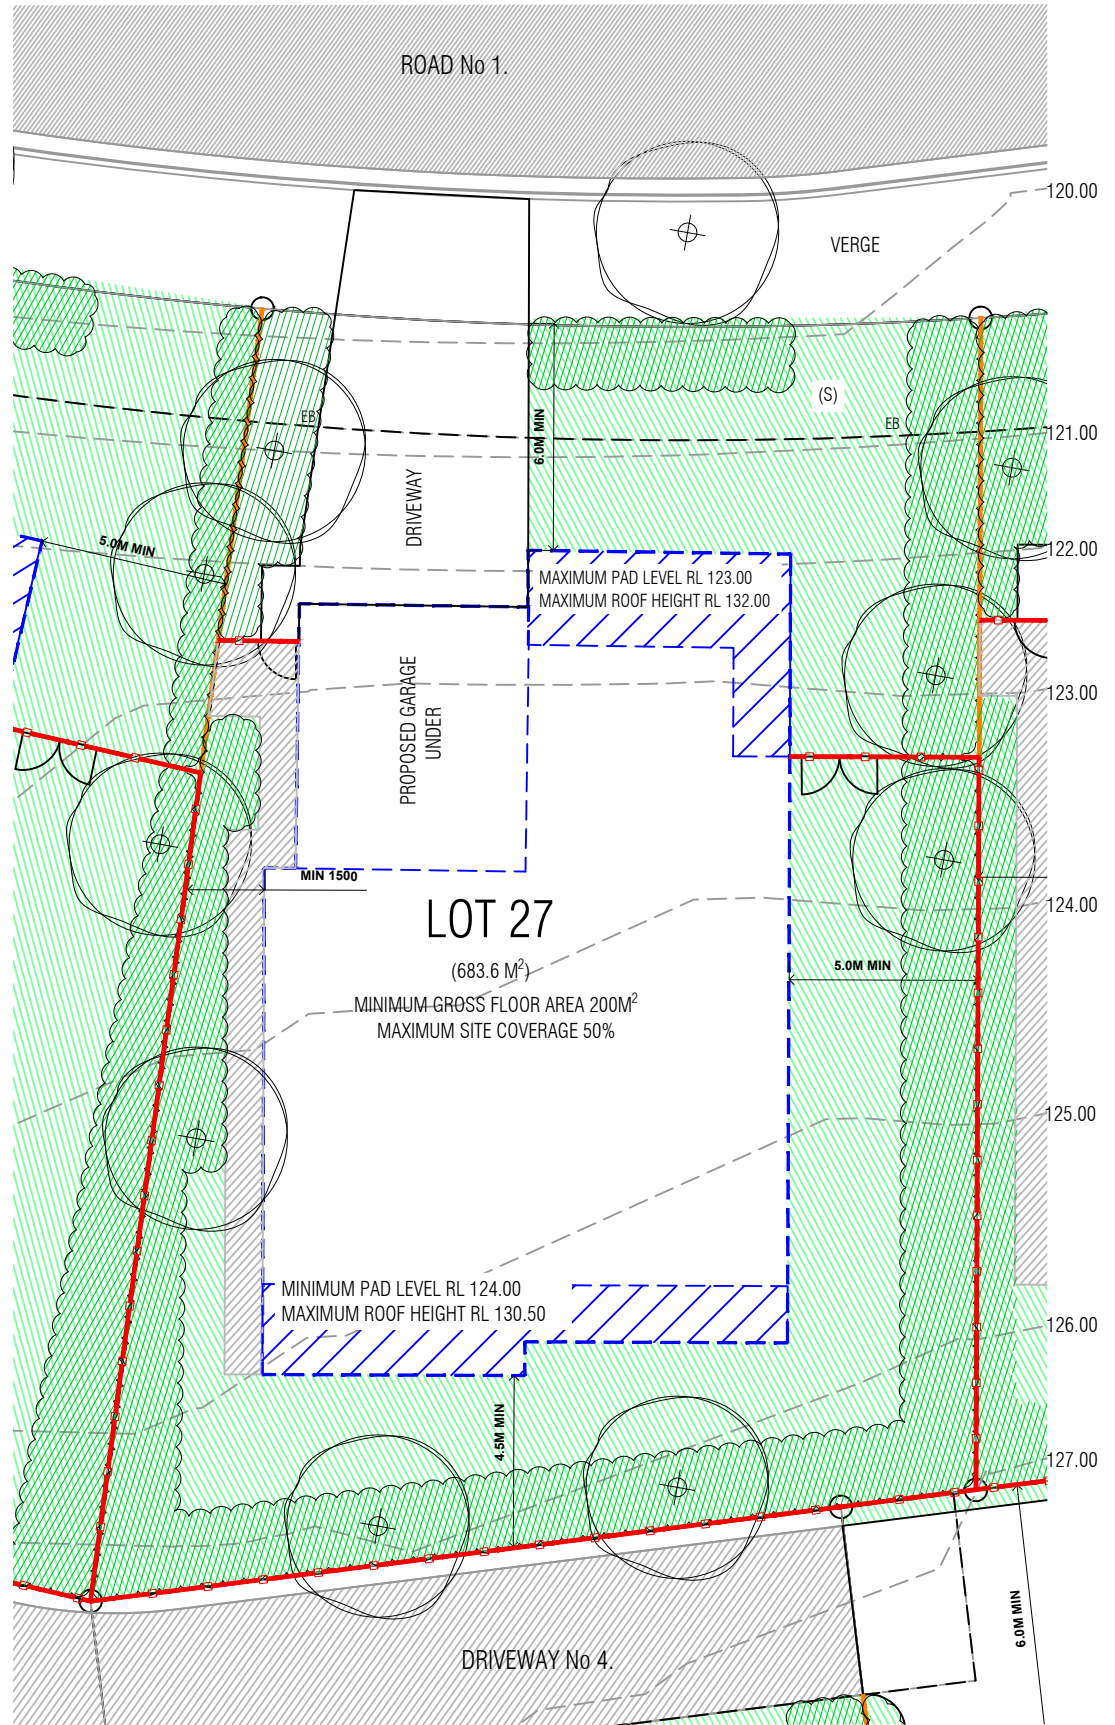 ROAD No 1.
120.00
VERGE
(S)
EB
EB
6.0M MIN
121.00
DRIVEWAY
5.0M MIN
122.00
MAXIMUM PAD LEVEL RL 123.00
MAXIMUM ROOF HEIGHT RL 132.00
123.00
PROPOSED GARAGE
UNDER
MIN 1500
124.00
LOT 27
(683.6 M²)
5.0M MIN
MINIMUM GROSS FLOOR AREA 200M²
MAXIMUM SITE COVERAGE 50%
125.00
MINIMUM PAD LEVEL RL 124.00
MAXIMUM ROOF HEIGHT RL 130.50
126.00
4.5M MIN
127.00
6.0M MIN
DRIVEWAY No 4.